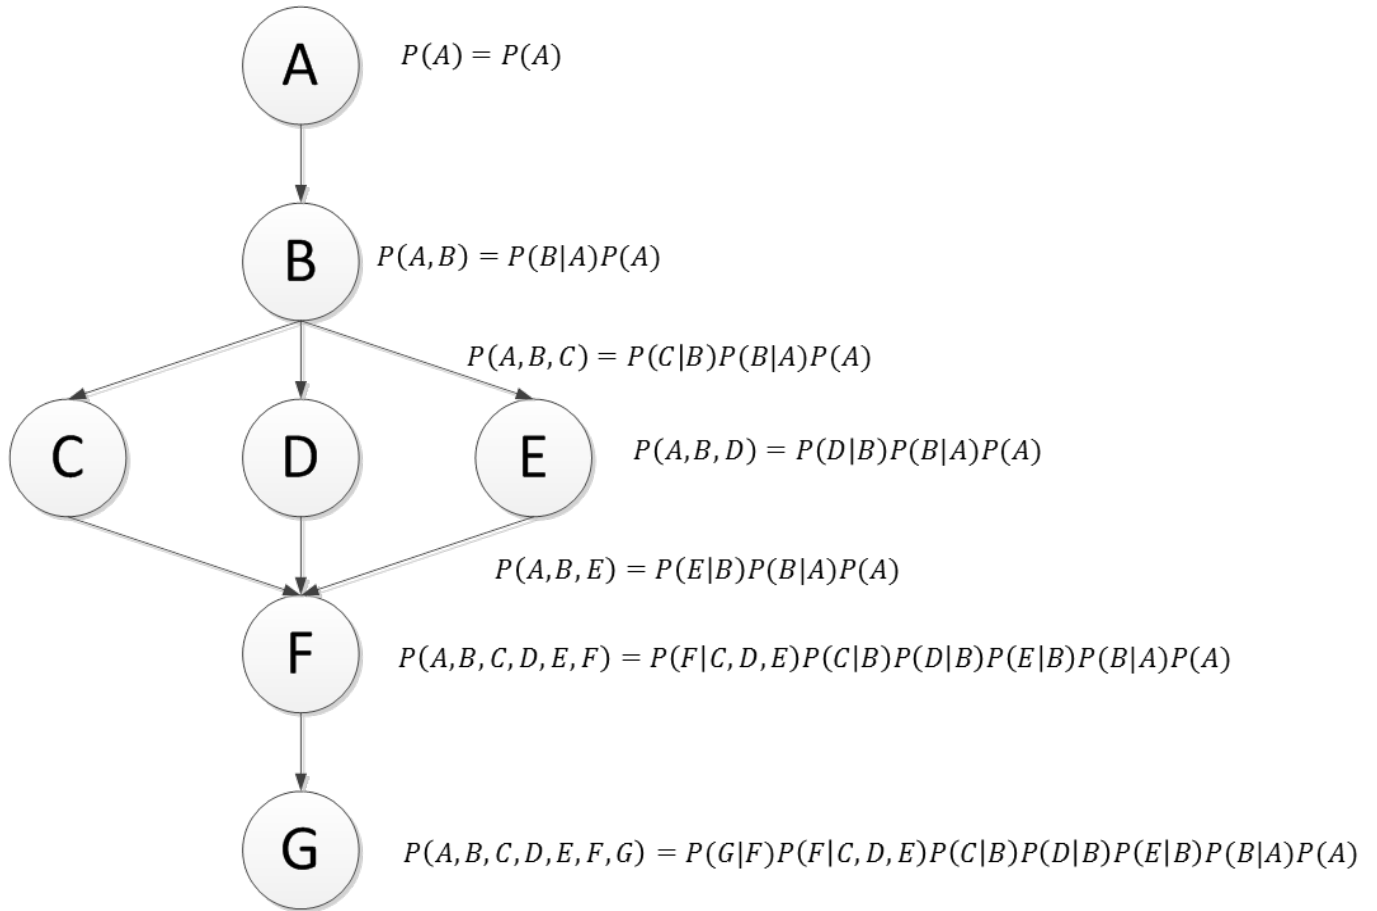 A P(A) = P(A)
B P(A,B) = P(B|A)P(A)
P(A,B,C) = P(C|B)P(B|A)P(A)
C D E P(A,B,D) = P(D|B)P(B|A)P(A)
P(A,B,E) = P(E|B)P(B|A)P(A)
F P(A,B,C,D,E,F) = P(F|C,D,E)P(C|B)P(D|B)P(E|B)P(B|A)P(A)
G P(A,B,C,D,E,F,G) = P(G|F)P(F|C,D,E)P(C|B)P(D|B)P(E|B)P(B|A)P(A)